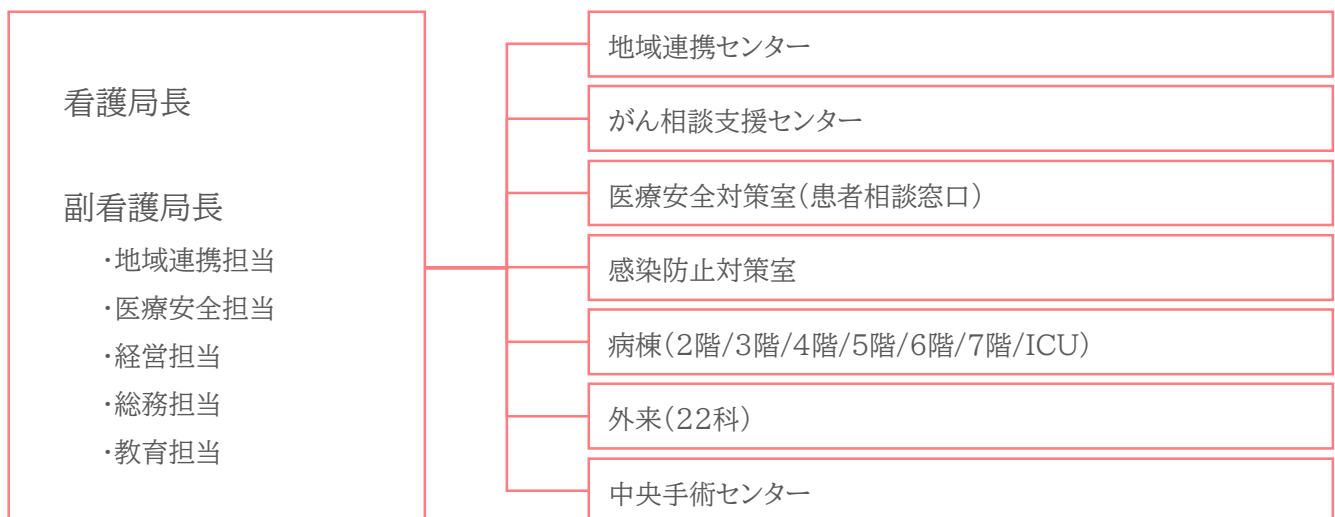 看護局長
副看護局長
・地域連携担当
・医療安全担当
・経営担当
・総務担当
・教育担当
地域連携センター
がん相談支援センター
医療安全対策室(患者相談窓口)
感染防止対策室
病棟(2階/3階/4階/5階/6階/7階/ICU)
外来(22科)
中央手術センター